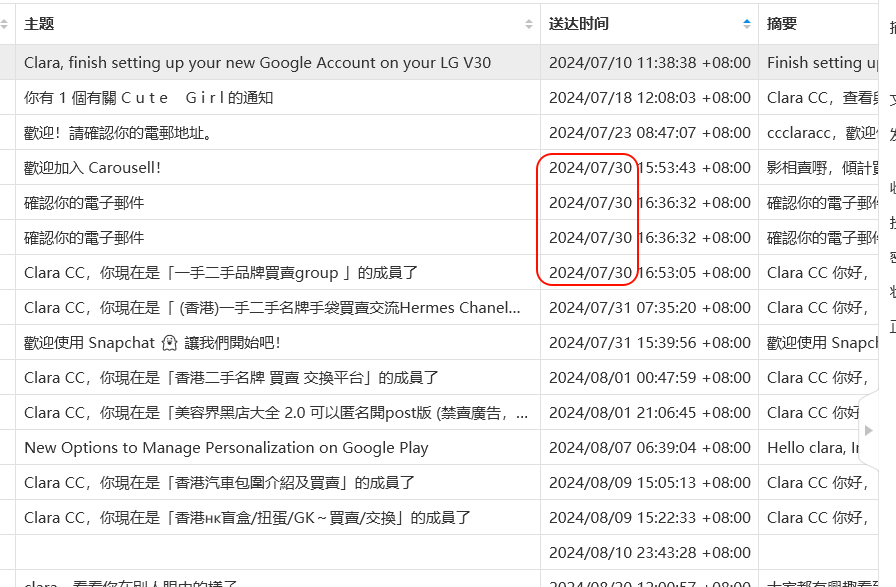 主题 送达时间 摘要
Clara, finish setting up your new Google Account on your LG V30 2024/07/10 11:38:38 +08:00 Finish setting up
你有 1 個有關 C u t e G i r l 的通知 2024/07/18 12:08:03 +08:00 Clara CC，查看與
歡迎！請確認你的電郵地址。 2024/07/23 08:47:07 +08:00 ccclaracc，歡迎
歡迎加入 Carousell！ 2024/07/30 15:53:43 +08:00 影相賣嘢，傾計買
確認你的電子郵件 2024/07/30 16:36:32 +08:00 確認你的電子郵件
確認你的電子郵件 2024/07/30 16:36:32 +08:00 確認你的電子郵件
Clara CC，你現在是「一手二手品牌買賣group 」的成員了 2024/07/30 16:53:05 +08:00 Clara CC 你好，
Clara CC，你現在是「 (香港)一手二手名牌手袋買賣交流Hermes Chanel... 2024/07/31 07:35:20 +08:00 Clara CC 你好，
歡迎使用 Snapchat 👻 讓我們開始吧！ 2024/07/31 15:39:56 +08:00 歡迎使用 Snapch
Clara CC，你現在是「香港二手名牌 買賣 交換平台」的成員了 2024/08/01 00:47:59 +08:00 Clara CC 你好，
Clara CC，你現在是「美容界黑店大全 2.0 可以匿名開post版 (禁賣廣告，... 2024/08/01 21:06:45 +08:00 Clara CC 你好
New Options to Manage Personalization on Google Play 2024/08/07 06:39:04 +08:00 Hello clara, In
Clara CC，你現在是「香港汽車包圍介紹及買賣」的成員了 2024/08/09 15:05:13 +08:00 Clara CC 你好，
Clara CC，你現在是「香港ʜᴋ盲盒/扭蛋/GK～買賣/交換」的成員了 2024/08/09 15:22:33 +08:00 Clara CC 你好，
2024/08/10 23:43:28 +08:00